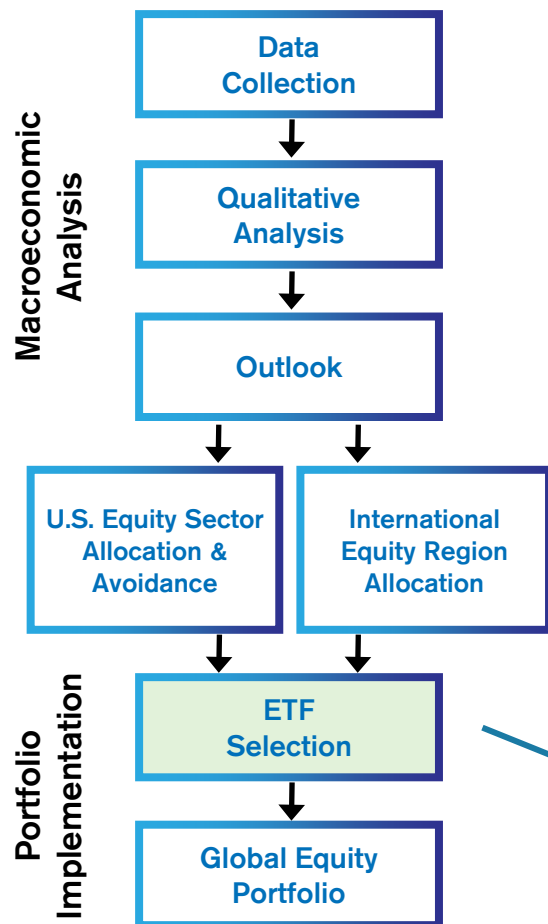 Macroeconomic
Analysis
Data
Collection
Qualitative
Analysis
Outlook
U.S. Equity Sector
Allocation &
Avoidance
International
Equity Region
Allocation
Portfolio
Implementation
ETF
Selection
Global Equity
Portfolio